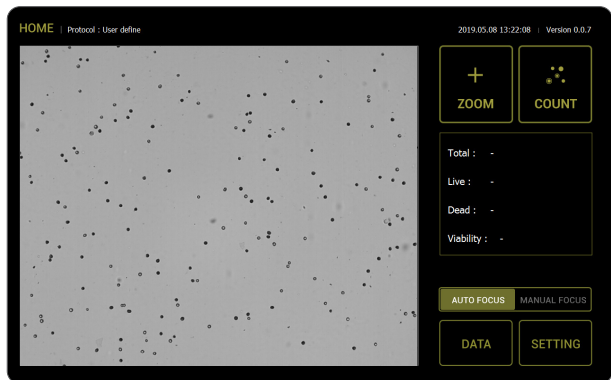 HOME | Protocol : User define
2019.05.08 13:22:08 | Version 0.0.7
ZOOM
COUNT
Total : -
Live : -
Dead : -
Viability : -
AUTO FOCUS
MANUAL FOCUS
DATA
SETTING